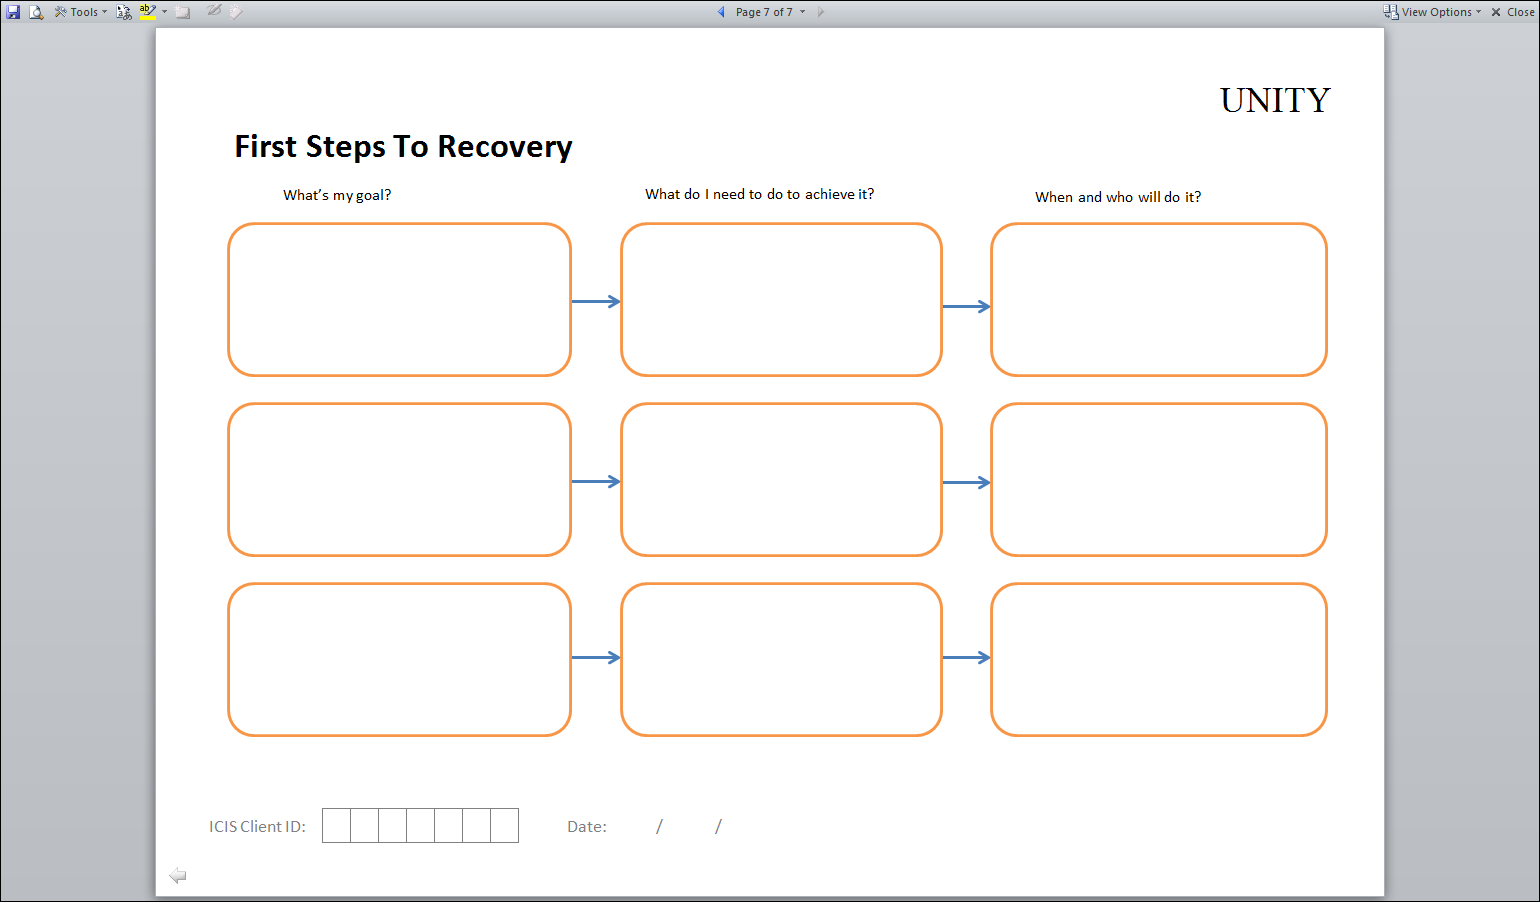 Tools
ab
Page 7 of 7
View Options
Close
UNITY
First Steps To Recovery
What's my goal?
What do I need to do to achieve it?
When and who will do it?
ICIS Client ID:
Date: / /